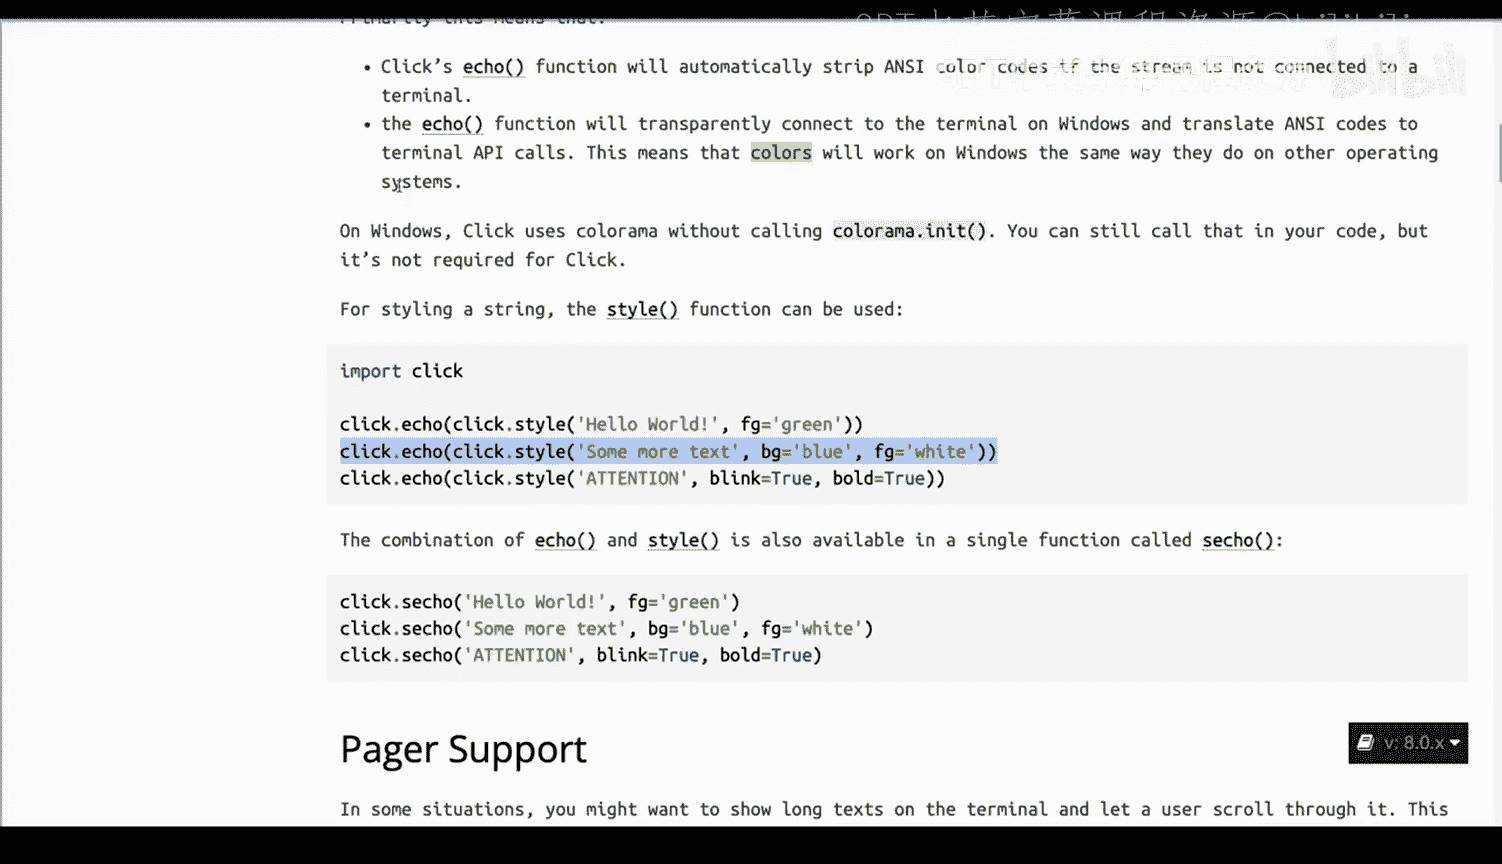 Primarily this means that:
• Click’s echo() function will automatically strip ANSI color codes if the stream is not connected to a
terminal.
• the echo() function will transparently connect to the terminal on Windows and translate ANSI codes to
terminal API calls. This means that colors will work on Windows the same way they do on other operating
systems.
On Windows, Click uses colorama without calling colorama.init(). You can still call that in your code, but
it’s not required for Click.
For styling a string, the style() function can be used:
import click
click.echo(click.style('Hello World!', fg='green'))
click.echo(click.style('Some more text', bg='blue', fg='white'))
click.echo(click.style('ATTENTION', blink=True, bold=True))
The combination of echo() and style() is also available in a single function called secho():
click.secho('Hello World!', fg='green')
click.secho('Some more text', bg='blue', fg='white')
click.secho('ATTENTION', blink=True, bold=True)
Pager Support
v: 8.0.x
In some situations, you might want to show long texts on the terminal and let a user scroll through it. This
bilibili